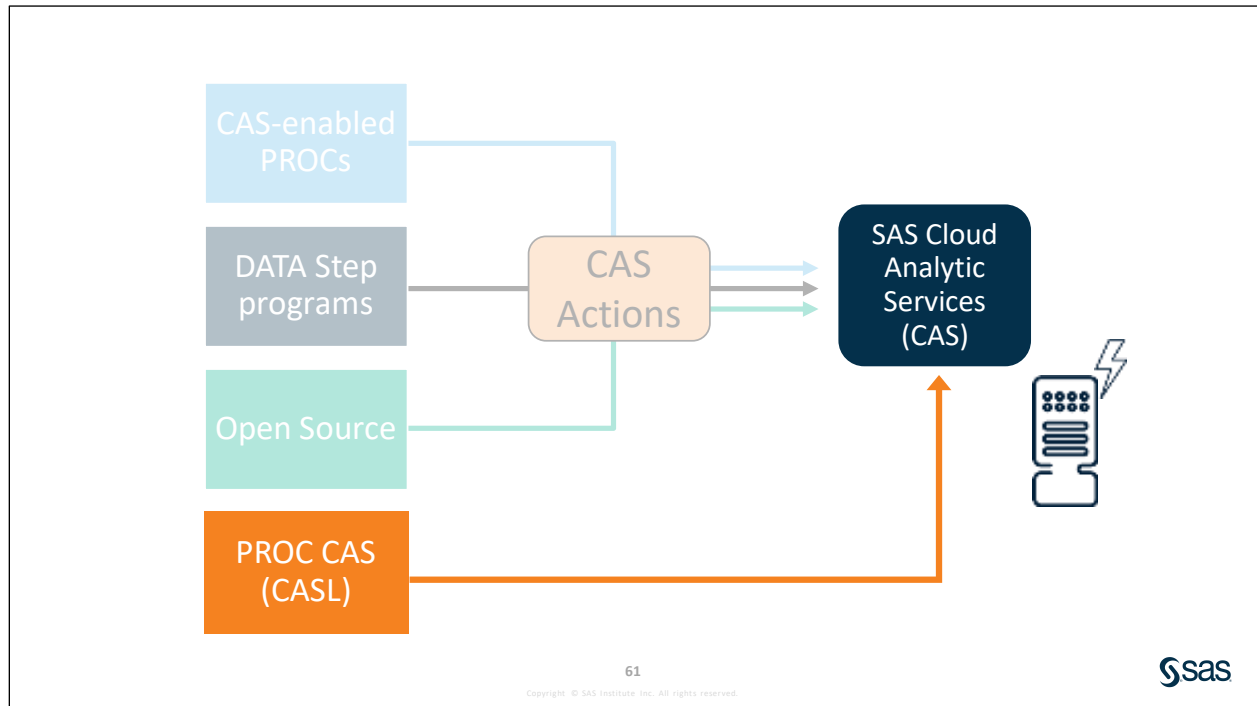 CAS-enabled
PROCs
DATA Step
programs
Open Source
PROC CAS
(CASL)
CAS
Actions
SAS Cloud
Analytic
Services
(CAS)
61
Copyright © SAS Institute Inc. All rights reserved.
sas